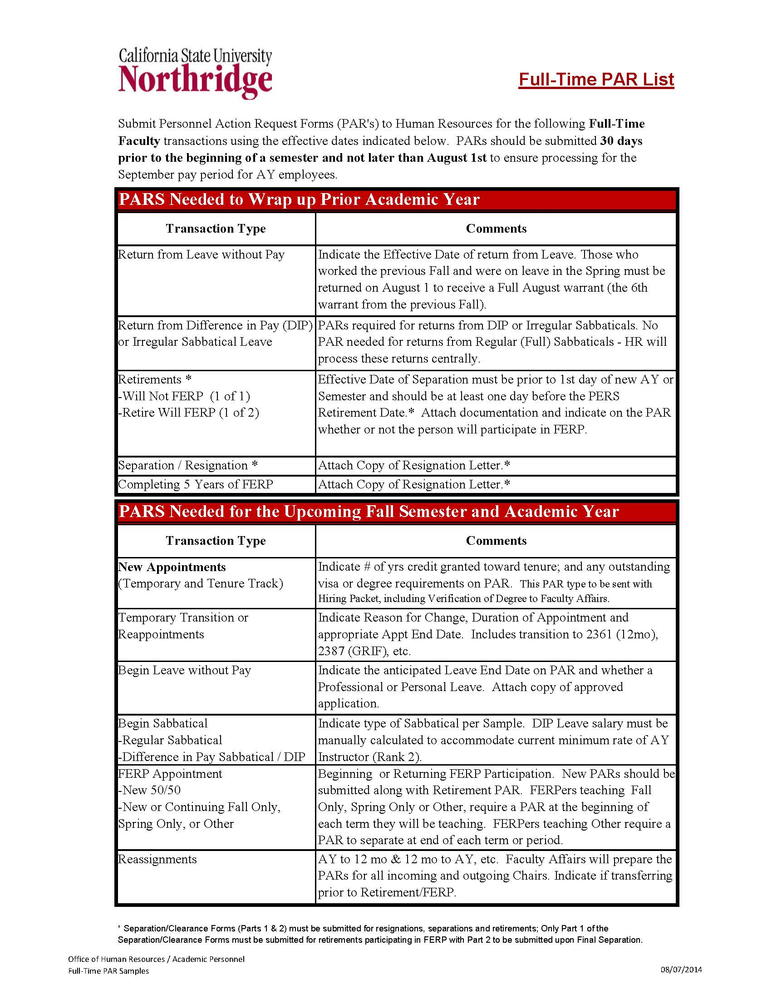 California State University
Northridge
Full-Time PAR List
Submit Personnel Action Request Forms (PAR's) to Human Resources for the following Full-Time
Faculty transactions using the effective dates indicated below.  PARs should be submitted 30 days
prior to the beginning of a semester and not later than August 1st to ensure processing for the
September pay period for AY employees.
PARS Needed to Wrap up Prior Academic Year
Transaction Type
Comments
Return from Leave without Pay
Indicate the Effective Date of return from Leave. Those who
worked the previous Fall and were on leave in the Spring must be
returned on August 1 to receive a Full August warrant (the 6th
warrant from the previous Fall).
Return from Difference in Pay (DIP)
or Irregular Sabbatical Leave
PARs required for returns from DIP or Irregular Sabbaticals. No
PAR needed for returns from Regular (Full) Sabbaticals - HR will
process these returns centrally.
Retirements *
-Will Not FERP  (1 of 1)
-Retire Will FERP (1 of 2)
Effective Date of Separation must be prior to 1st day of new AY or
Semester and should be at least one day before the PERS
Retirement Date.*  Attach documentation and indicate on the PAR
whether or not the person will participate in FERP.
Separation / Resignation *
Attach Copy of Resignation Letter.*
Completing 5 Years of FERP
Attach Copy of Resignation Letter.*
PARS Needed for the Upcoming Fall Semester and Academic Year
Transaction Type
Comments
New Appointments
(Temporary and Tenure Track)
Indicate # of yrs credit granted toward tenure; and any outstanding
visa or degree requirements on PAR.  This PAR type to be sent with
Hiring Packet, including Verification of Degree to Faculty Affairs.
Temporary Transition or
Reappointments
Indicate Reason for Change, Duration of Appointment and
appropriate Appt End Date.  Includes transition to 2361 (12mo),
2387 (GRIF), etc.
Begin Leave without Pay
Indicate the anticipated Leave End Date on PAR and whether a
Professional or Personal Leave.  Attach copy of approved
application.
Begin Sabbatical
-Regular Sabbatical
-Difference in Pay Sabbatical / DIP
Indicate type of Sabbatical per Sample.  DIP Leave salary must be
manually calculated to accommodate current minimum rate of AY
Instructor (Rank 2).
FERP Appointment
-New 50/50
-New or Continuing Fall Only,
Spring Only, or Other
Beginning  or Returning FERP Participation.  New PARs should be
submitted along with Retirement PAR.  FERPers teaching  Fall
Only, Spring Only or Other, require a PAR at the beginning of
each term they will be teaching.  FERPers teaching Other require a
PAR to separate at end of each term or period.
Reassignments
AY to 12 mo & 12 mo to AY, etc.  Faculty Affairs will prepare the
PARs for all incoming and outgoing Chairs. Indicate if transferring
prior to Retirement/FERP.
* Separation/Clearance Forms (Parts 1 & 2) must be submitted for resignations, separations and retirements; Only Part 1 of the
Separation/Clearance Forms must be submitted for retirements participating in FERP with Part 2 to be submitted upon Final Separation.
Office of Human Resources / Academic Personnel
Full-Time PAR Samples
08/07/2014